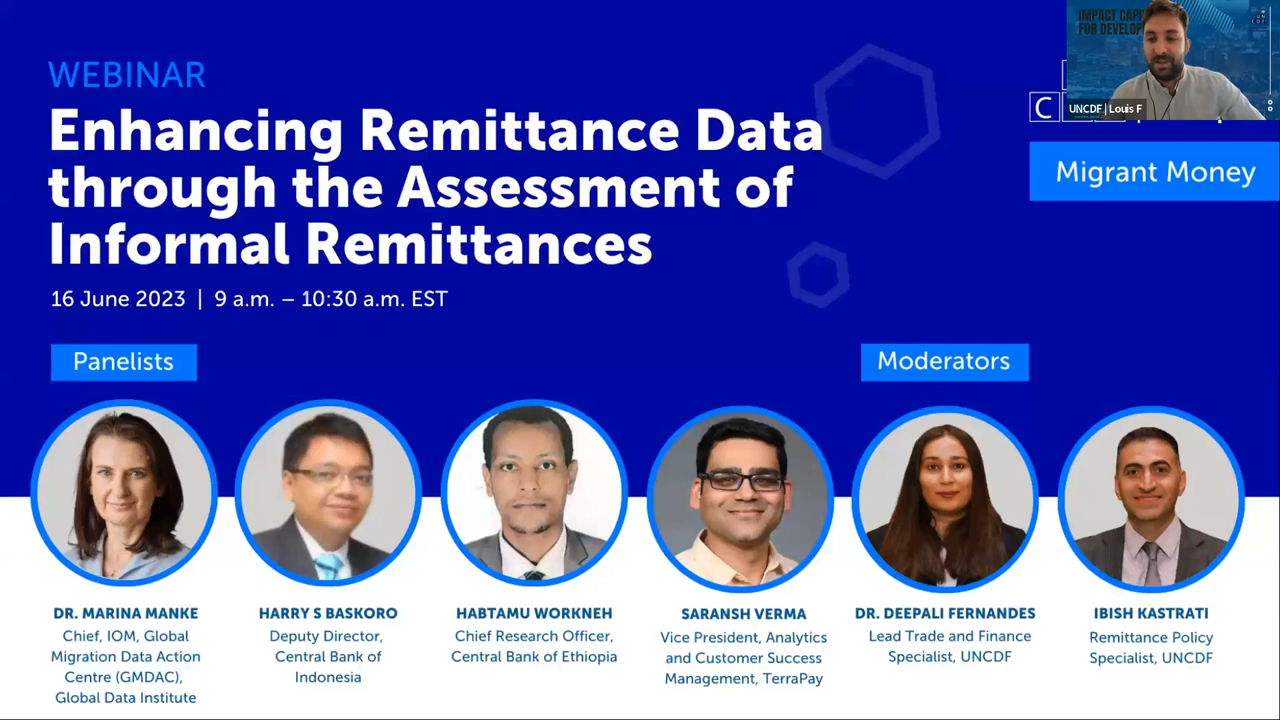 WEBINAR
Enhancing Remittance Data
through the Assessment of
Informal Remittances
16 June 2023 | 9 a.m. – 10:30 a.m. EST
IMPACT CAPI
FOR DEVELOP
UNCDF | Louis F
C
Migrant Money
Panelists
Moderators
DR. MARINA MANKE
Chief, IOM, Global
Migration Data Action
Centre (GMDAC),
Global Data Institute
HARRY S BASKORO
Deputy Director,
Central Bank of
Indonesia
HABTAMU WORKNEH
Chief Research Officer,
Central Bank of Ethiopia
SARANSH VERMA
Vice President, Analytics
and Customer Success
Management, TerraPay
DR. DEEPALI FERNANDES
Lead Trade and Finance
Specialist, UNCDF
IBISH KASTRATI
Remittance Policy
Specialist, UNCDF